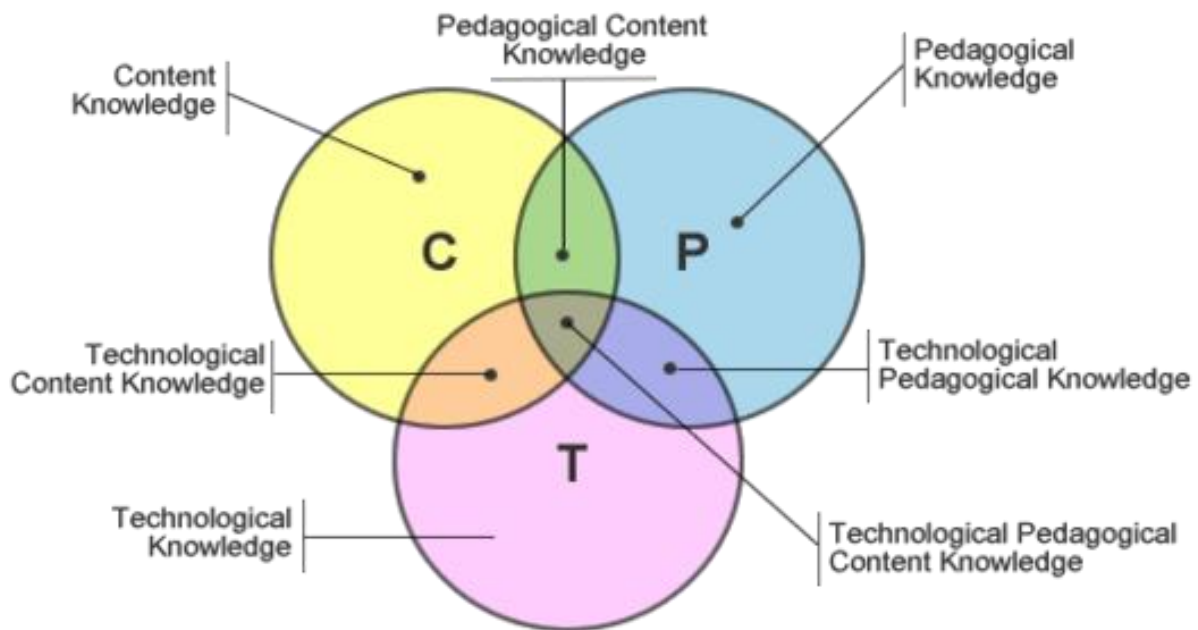 Pedagogical Content
Knowledge
Pedagogical
Knowledge
Content
Knowledge
C
P
Technological
Content Knowledge
Technological
Pedagogical Knowledge
T
Technological
Knowledge
Technological Pedagogical
Content Knowledge